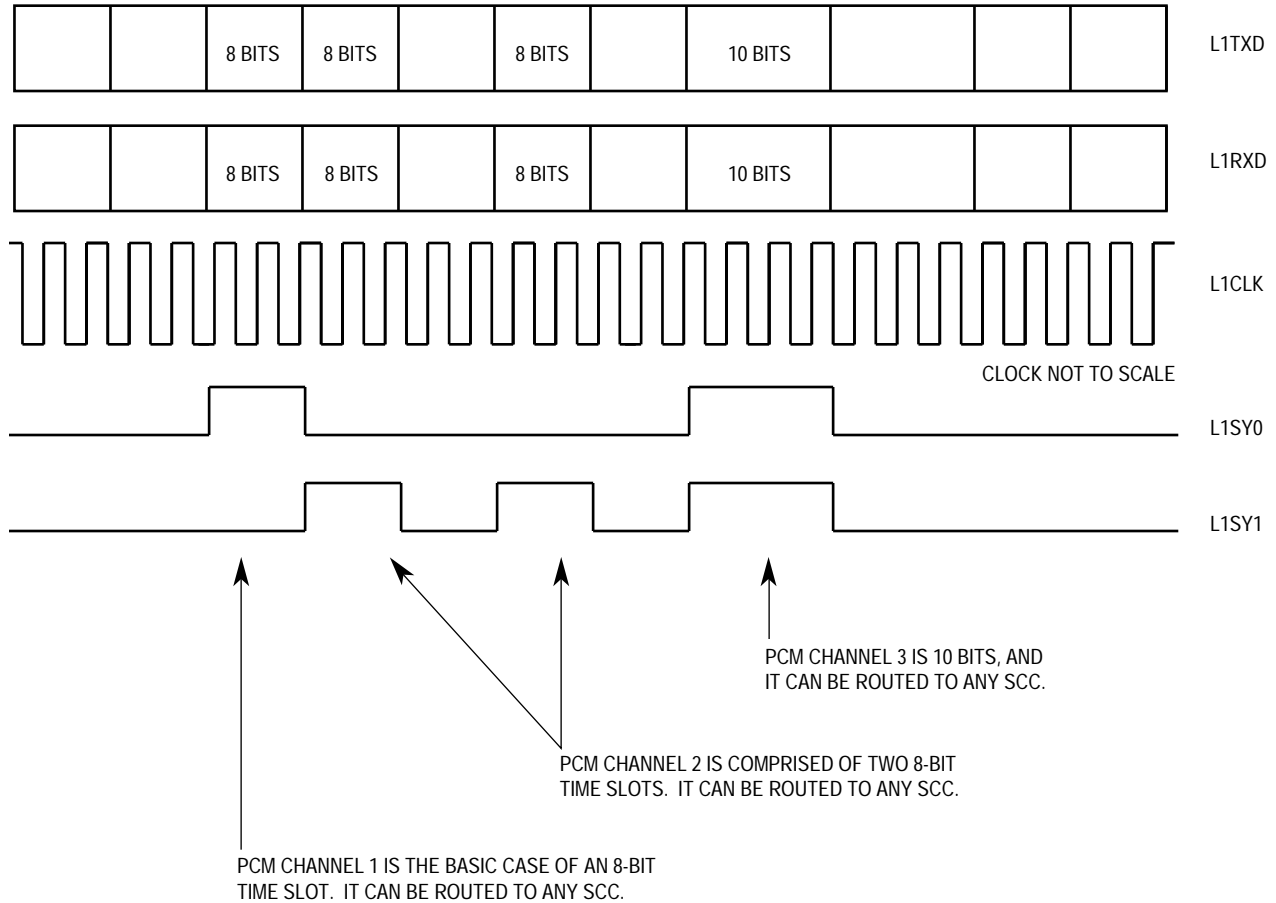 8 BITS 8 BITS 8 BITS 10 BITS L1TXD
8 BITS 8 BITS 8 BITS 10 BITS L1RXD
L1CLK
CLOCK NOT TO SCALE
L1SY0
L1SY1
PCM CHANNEL 3 IS 10 BITS, AND
IT CAN BE ROUTED TO ANY SCC.
PCM CHANNEL 2 IS COMPRISED OF TWO 8-BIT
TIME SLOTS. IT CAN BE ROUTED TO ANY SCC.
PCM CHANNEL 1 IS THE BASIC CASE OF AN 8-BIT
TIME SLOT. IT CAN BE ROUTED TO ANY SCC.